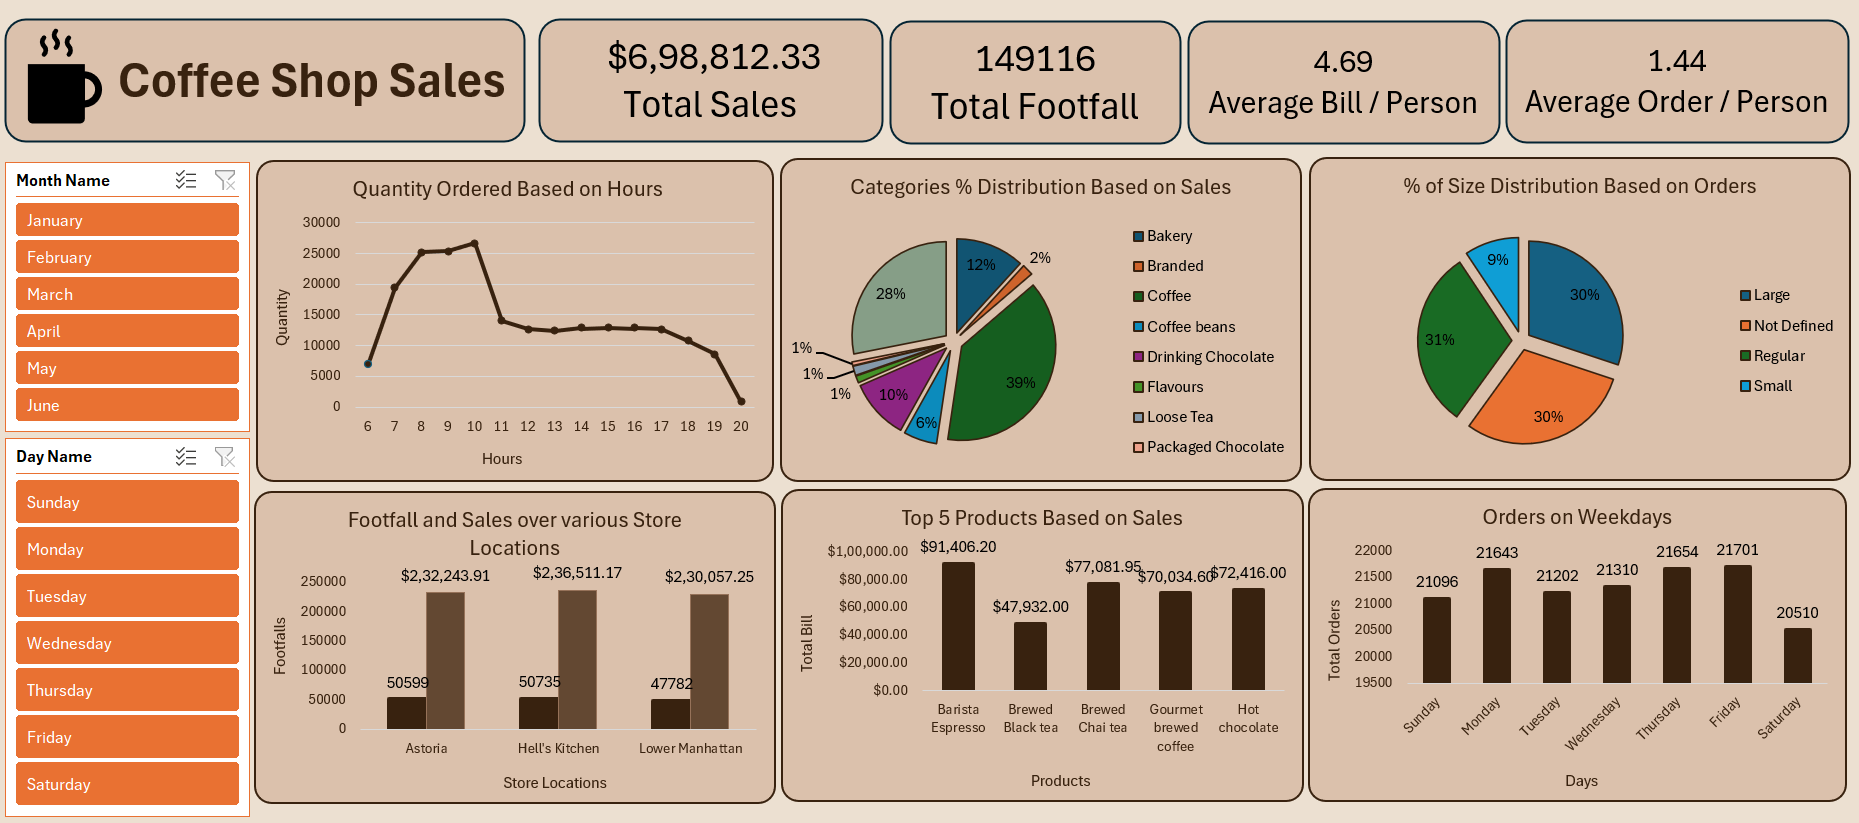 Coffee Shop Sales
$6,98,812.33
Total Sales
149116
Total Footfall
4.69
Average Bill / Person
1.44
Average Order / Person
Month Name
January
February
March
April
May
June
Day Name
Sunday
Monday
Tuesday
Wednesday
Thursday
Friday
Saturday
Quantity Ordered Based on Hours
Quantity
30000
25000
20000
15000
10000
5000
0
6 7 8 9 10 11 12 13 14 15 16 17 18 19 20
Hours
Categories % Distribution Based on Sales
12%
2%
39%
6%
10%
1%
1%
1%
28%
Bakery
Branded
Coffee
Coffee beans
Drinking Chocolate
Flavours
Loose Tea
Packaged Chocolate
% of Size Distribution Based on Orders
30%
30%
31%
9%
Large
Not Defined
Regular
Small
Footfall and Sales over various Store
Locations
Footfalls
250000
200000
150000
100000
50000
0
$2,32,243.91
$2,36,511.17
$2,30,057.25
50599
50735
47782
Astoria
Hell's Kitchen
Lower Manhattan
Store Locations
Top 5 Products Based on Sales
Total Bill
$1,00,000.00
$80,000.00
$60,000.00
$40,000.00
$20,000.00
$0.00
$91,406.20
$47,932.00
$77,081.95
$70,034.60
$72,416.00
Barista
Espresso
Brewed
Black tea
Brewed
Chai tea
Gourmet
brewed
coffee
Hot
chocolate
Products
Orders on Weekdays
Total Orders
22000
21500
21000
20500
20000
19500
21096
21643
21202
21310
21654
21701
20510
Sunday
Monday
Tuesday
Wednesday
Thursday
Friday
Saturday
Days